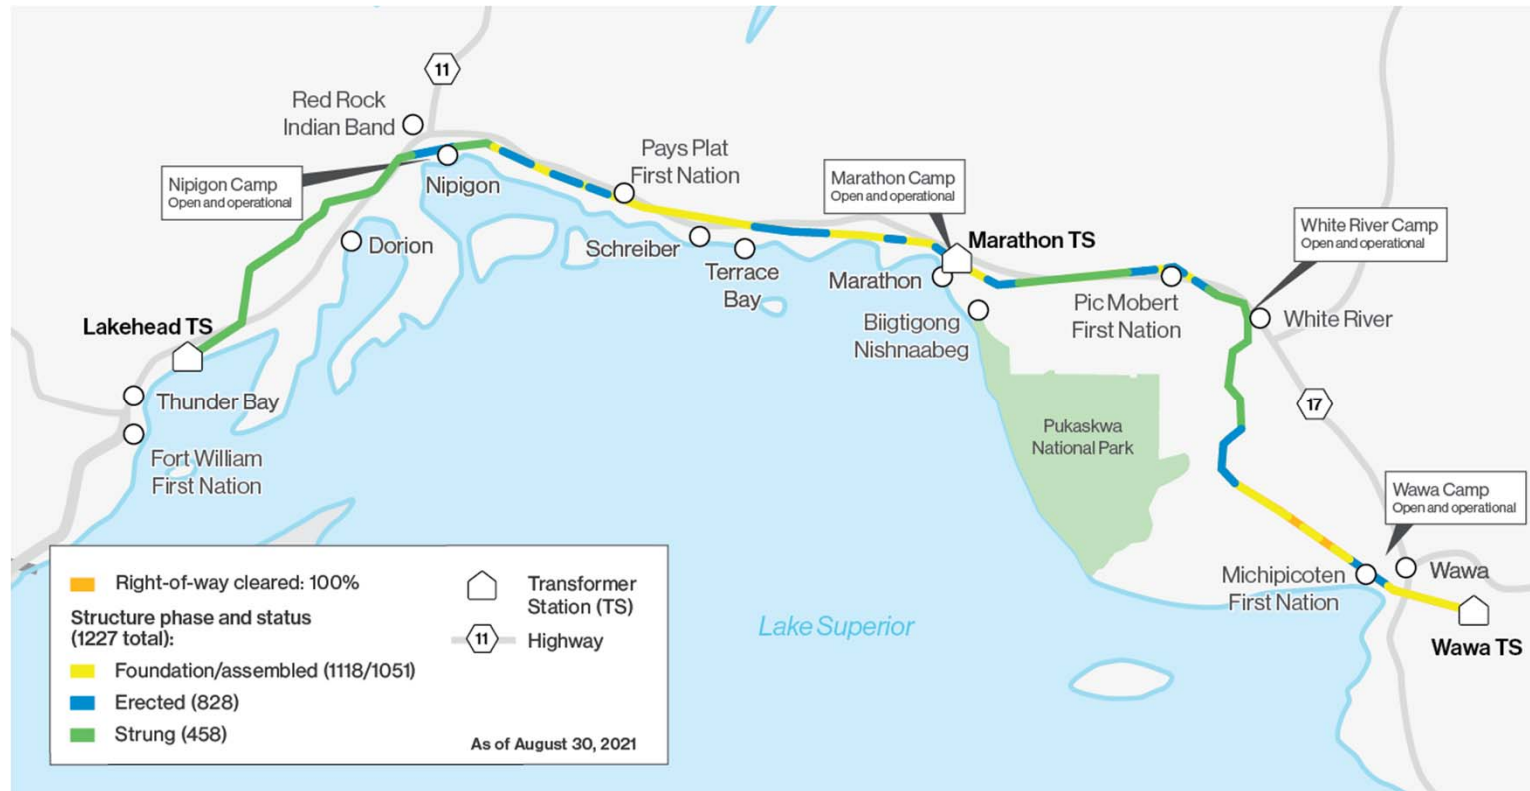 11
Red Rock
Indian Band
Pays Plat
First Nation
Nipigon Camp
Open and operational
Nipigon
Marathon Camp
Open and operational
White River Camp
Open and operational
Dorion
Schreiber
Terrace
Bay
Marathon TS
Marathon
Biigtigong
Nishnaabeg
Pic Mobert
First Nation
White River
Lakehead TS
Thunder Bay
Fort William
First Nation
17
Pukaskwa
National Park
Wawa Camp
Open and operational
Michipicoten
First Nation
Wawa
Wawa TS
Lake Superior
Right-of-way cleared: 100%
Structure phase and status
(1227 total):
Foundation/assembled (1118/1051)
Erected (828)
Strung (458)
Transformer
Station (TS)
11
Highway
As of August 30, 2021